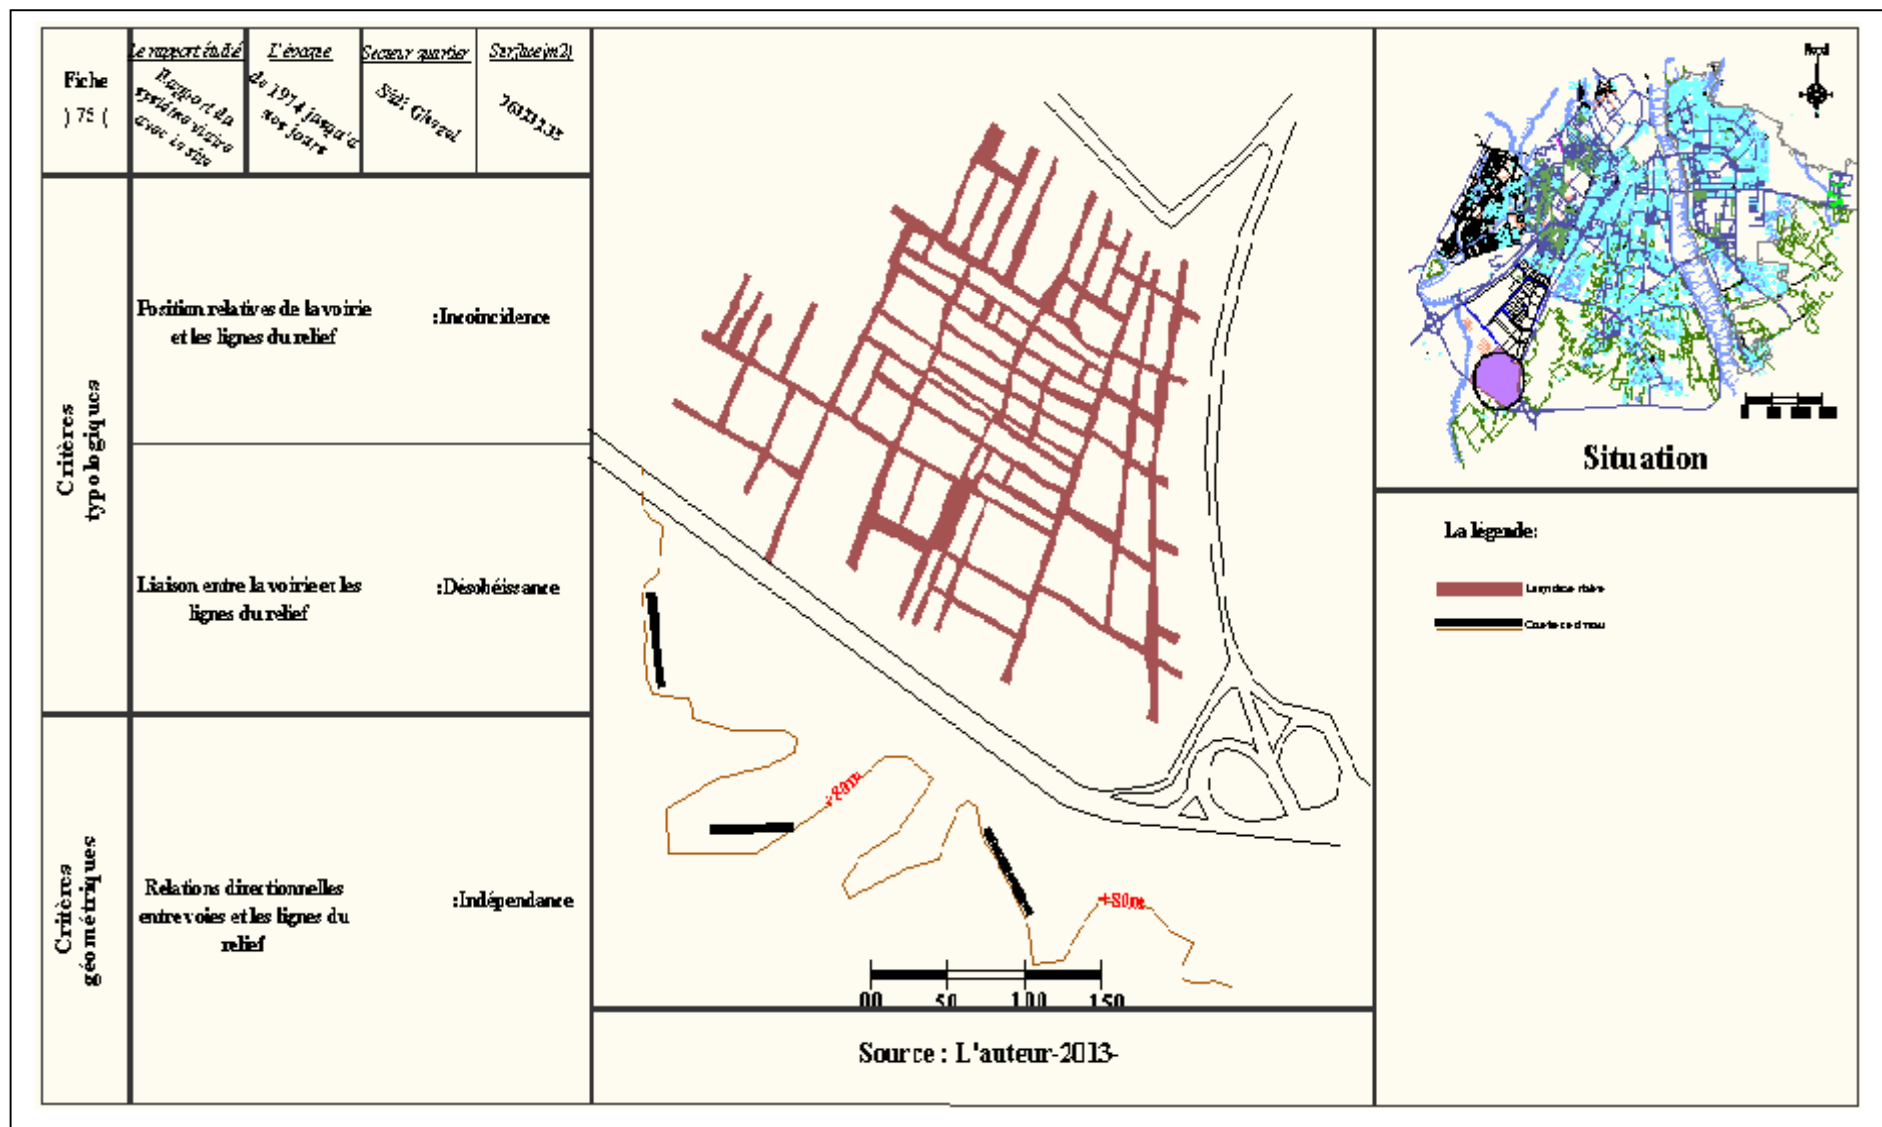 Fiche
) 75 (
Le rapport étudié
Rapport du
système viaire
avec le site
L'époque
de 1974 jusqu'a
nos jours
Secteur quartier
Sidi Ghezal
Surface(m2)
Critères
typologiques
Position relatives de la voirie
et les lignes du relief
:Incoincidence
Liaison entre la voirie et les
lignes du relief
:Désobéissance
Critères
géométriques
Relations directionnelles
entre voies et les lignes du
relief
:Indépendance
+80m
+80m
00 50 100 150
Source : L'auteur-2013-
Nord
Situation
La légende: